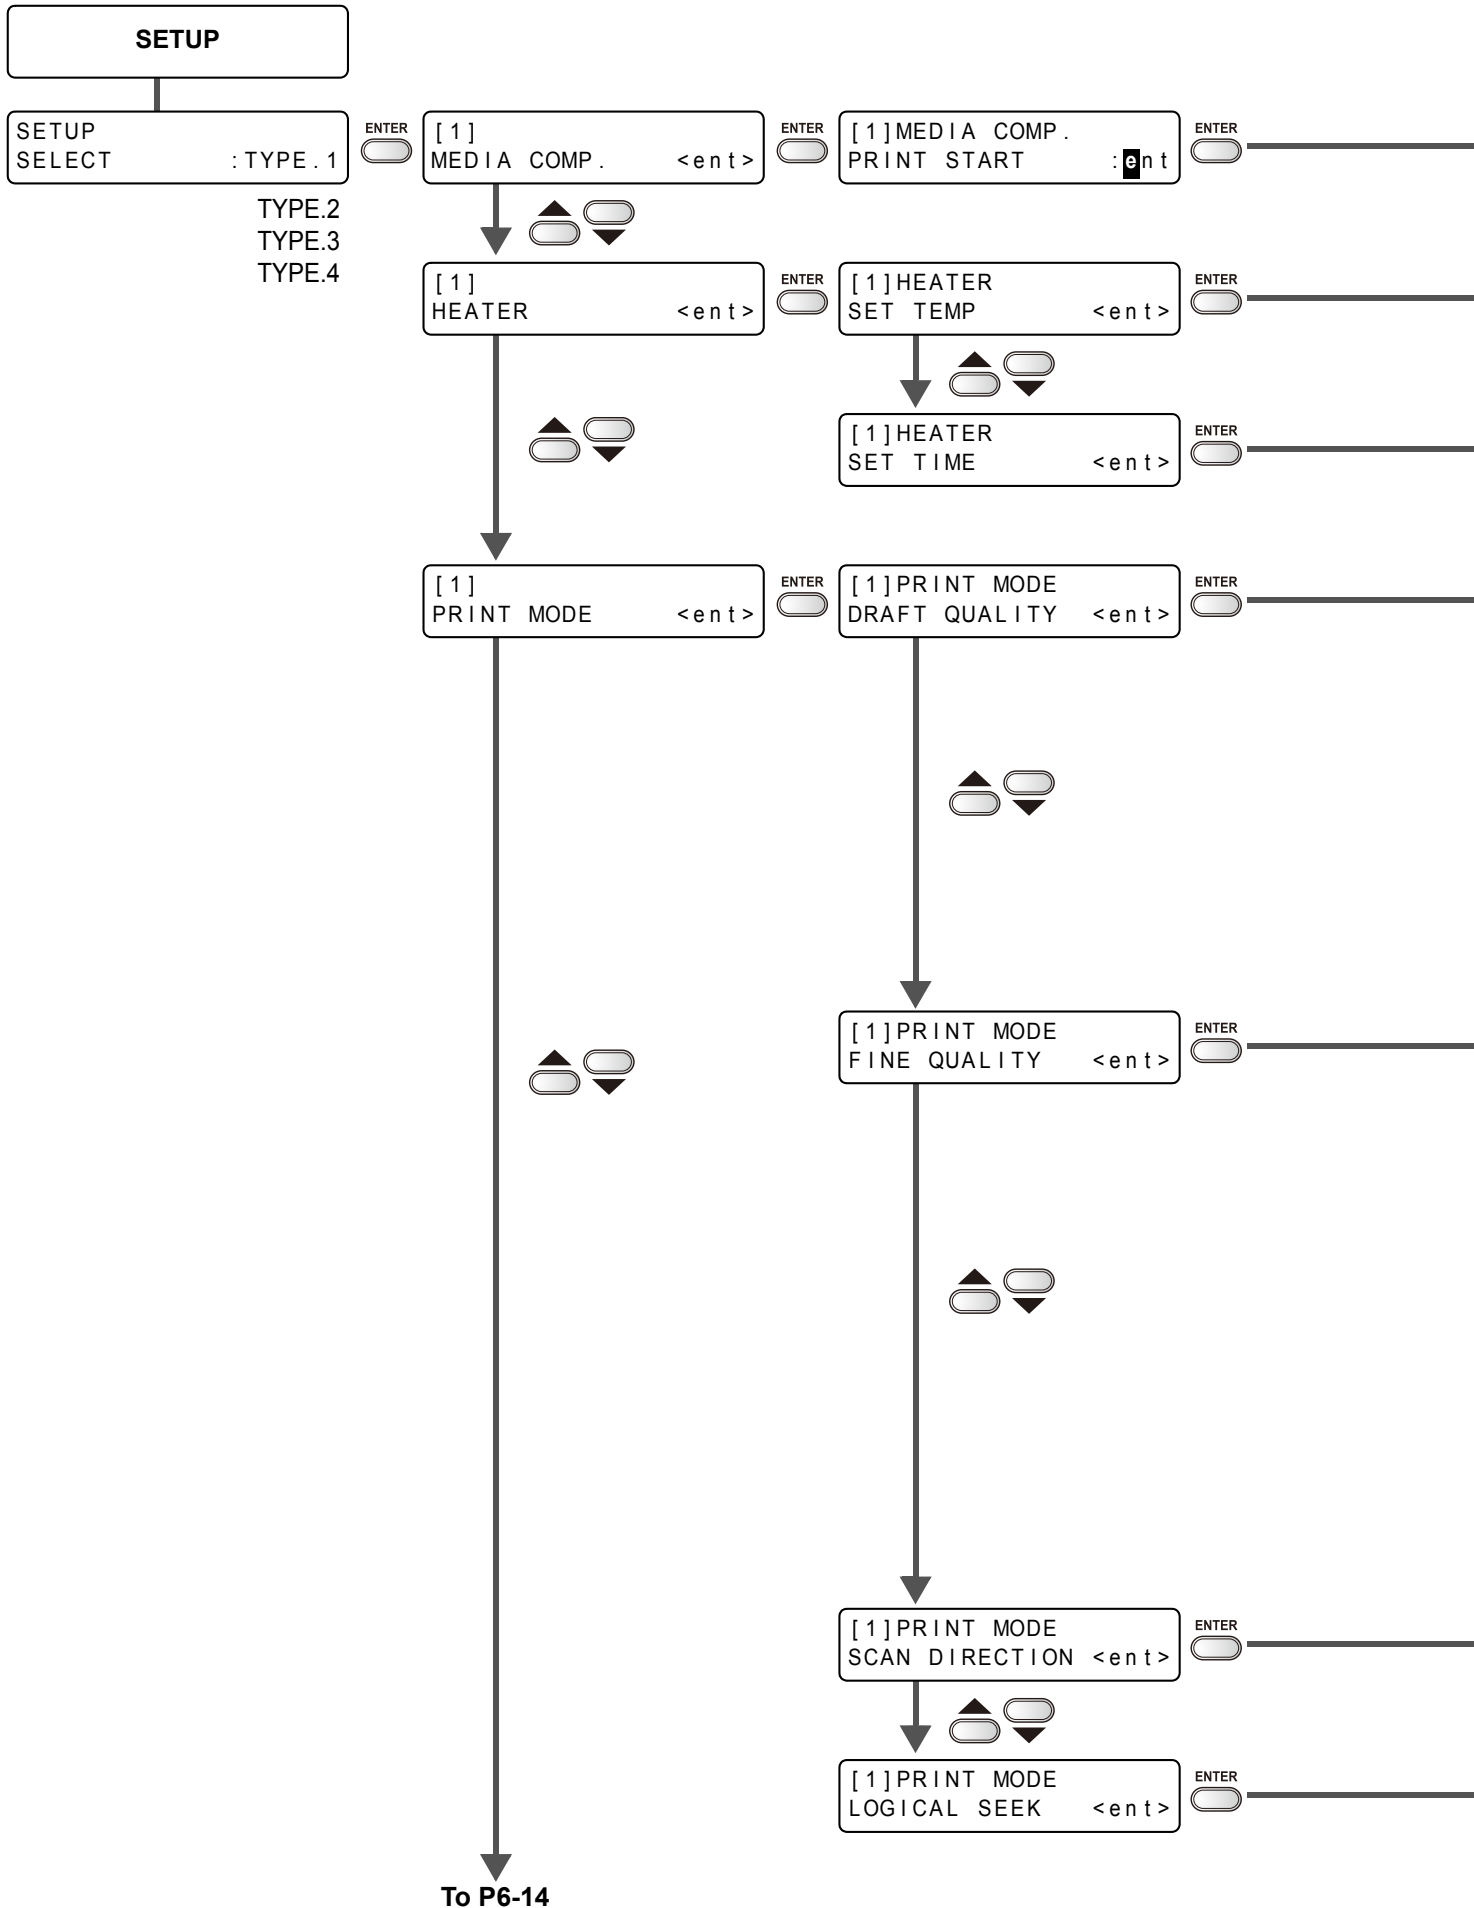 SETUP
SETUP
SELECT :TYPE.1
TYPE.2
TYPE.3
TYPE.4
ENTER
[1]
MEDIA COMP. <ent>
ENTER
[1]MEDIA COMP.
PRINT START :ent
ENTER
[1]
HEATER <ent>
ENTER
[1]HEATER
SET TEMP <ent>
ENTER
[1]HEATER
SET TIME <ent>
ENTER
[1]
PRINT MODE <ent>
ENTER
[1]PRINT MODE
DRAFT QUALITY <ent>
ENTER
[1]PRINT MODE
FINE QUALITY <ent>
ENTER
[1]PRINT MODE
SCAN DIRECTION <ent>
ENTER
[1]PRINT MODE
LOGICAL SEEK <ent>
ENTER
To P6-14